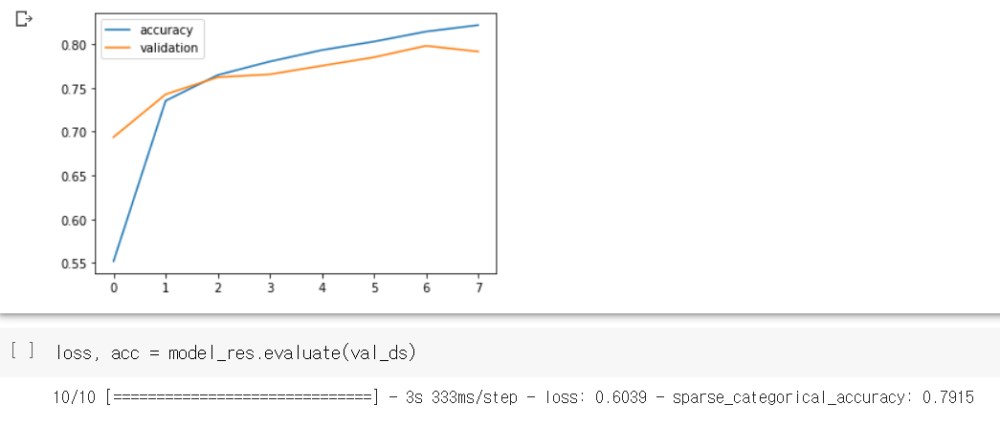 accuracy
validation
0.80
0.75
0.70
0.65
0.60
0.55
0 1 2 3 4 5 6 7
[ ] loss, acc = model_res.evaluate(val_ds)
10/10 [==============================] - 3s 333ms/step - loss: 0.6039 - sparse_categorical_accuracy: 0.7915